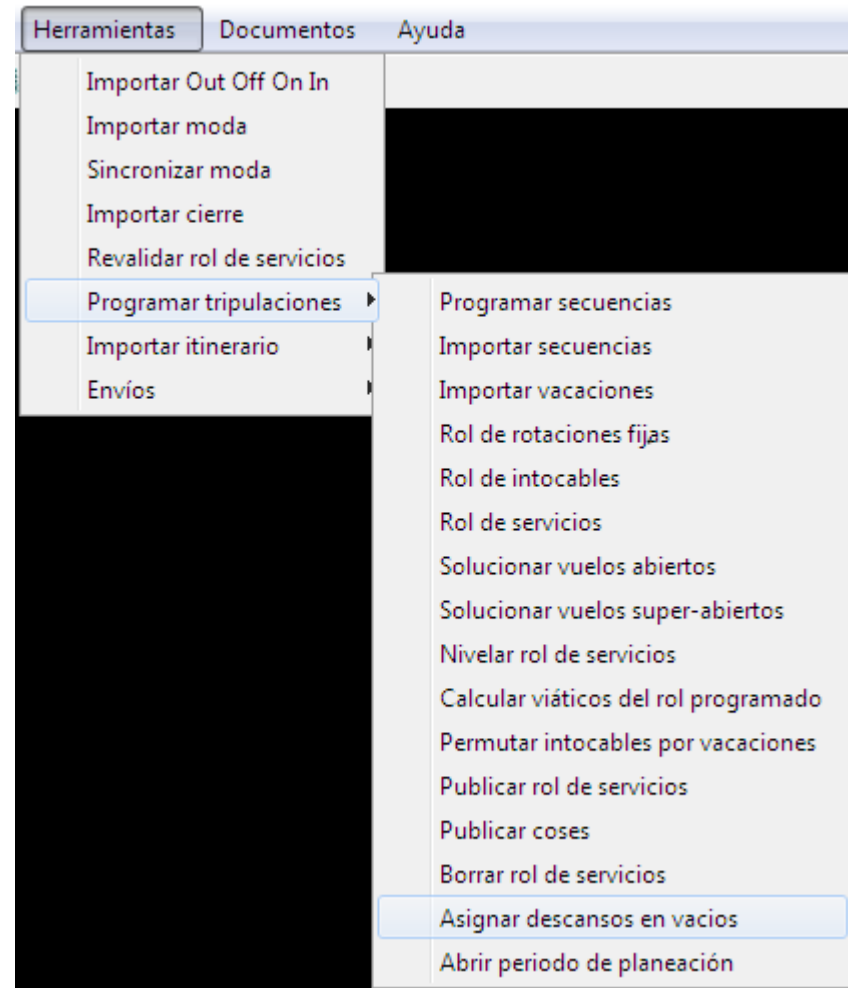 Herramientas Documentos Ayuda
Importar Out Off On In
Importar moda
Sincronizar moda
Importar cierre
Revalidar rol de servicios
Programar tripulaciones
Importar itinerario
Envíos
Programar secuencias
Importar secuencias
Importar vacaciones
Rol de rotaciones fijas
Rol de intocables
Rol de servicios
Solucionar vuelos abiertos
Solucionar vuelos super-abiertos
Nivelar rol de servicios
Calcular viáticos del rol programado
Permutar intocables por vacaciones
Publicar rol de servicios
Publicar coses
Borrar rol de servicios
Asignar descansos en vacios
Abrir periodo de planeación